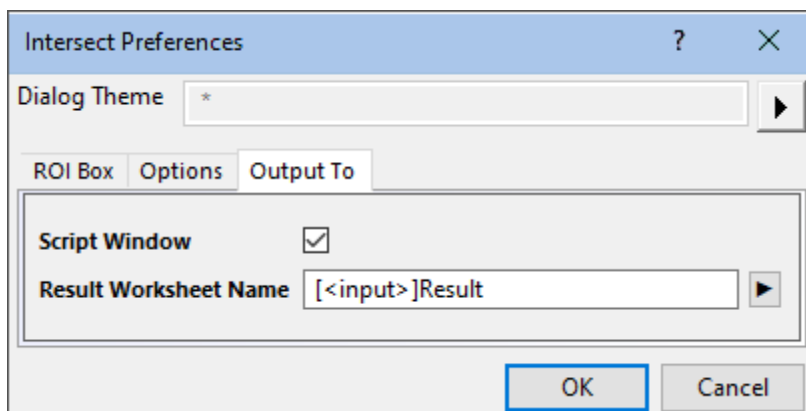 Intersect Preferences ?
Dialog Theme *
ROI Box Options Output To
Script Window
Result Worksheet Name [<input>]Result
OK Cancel